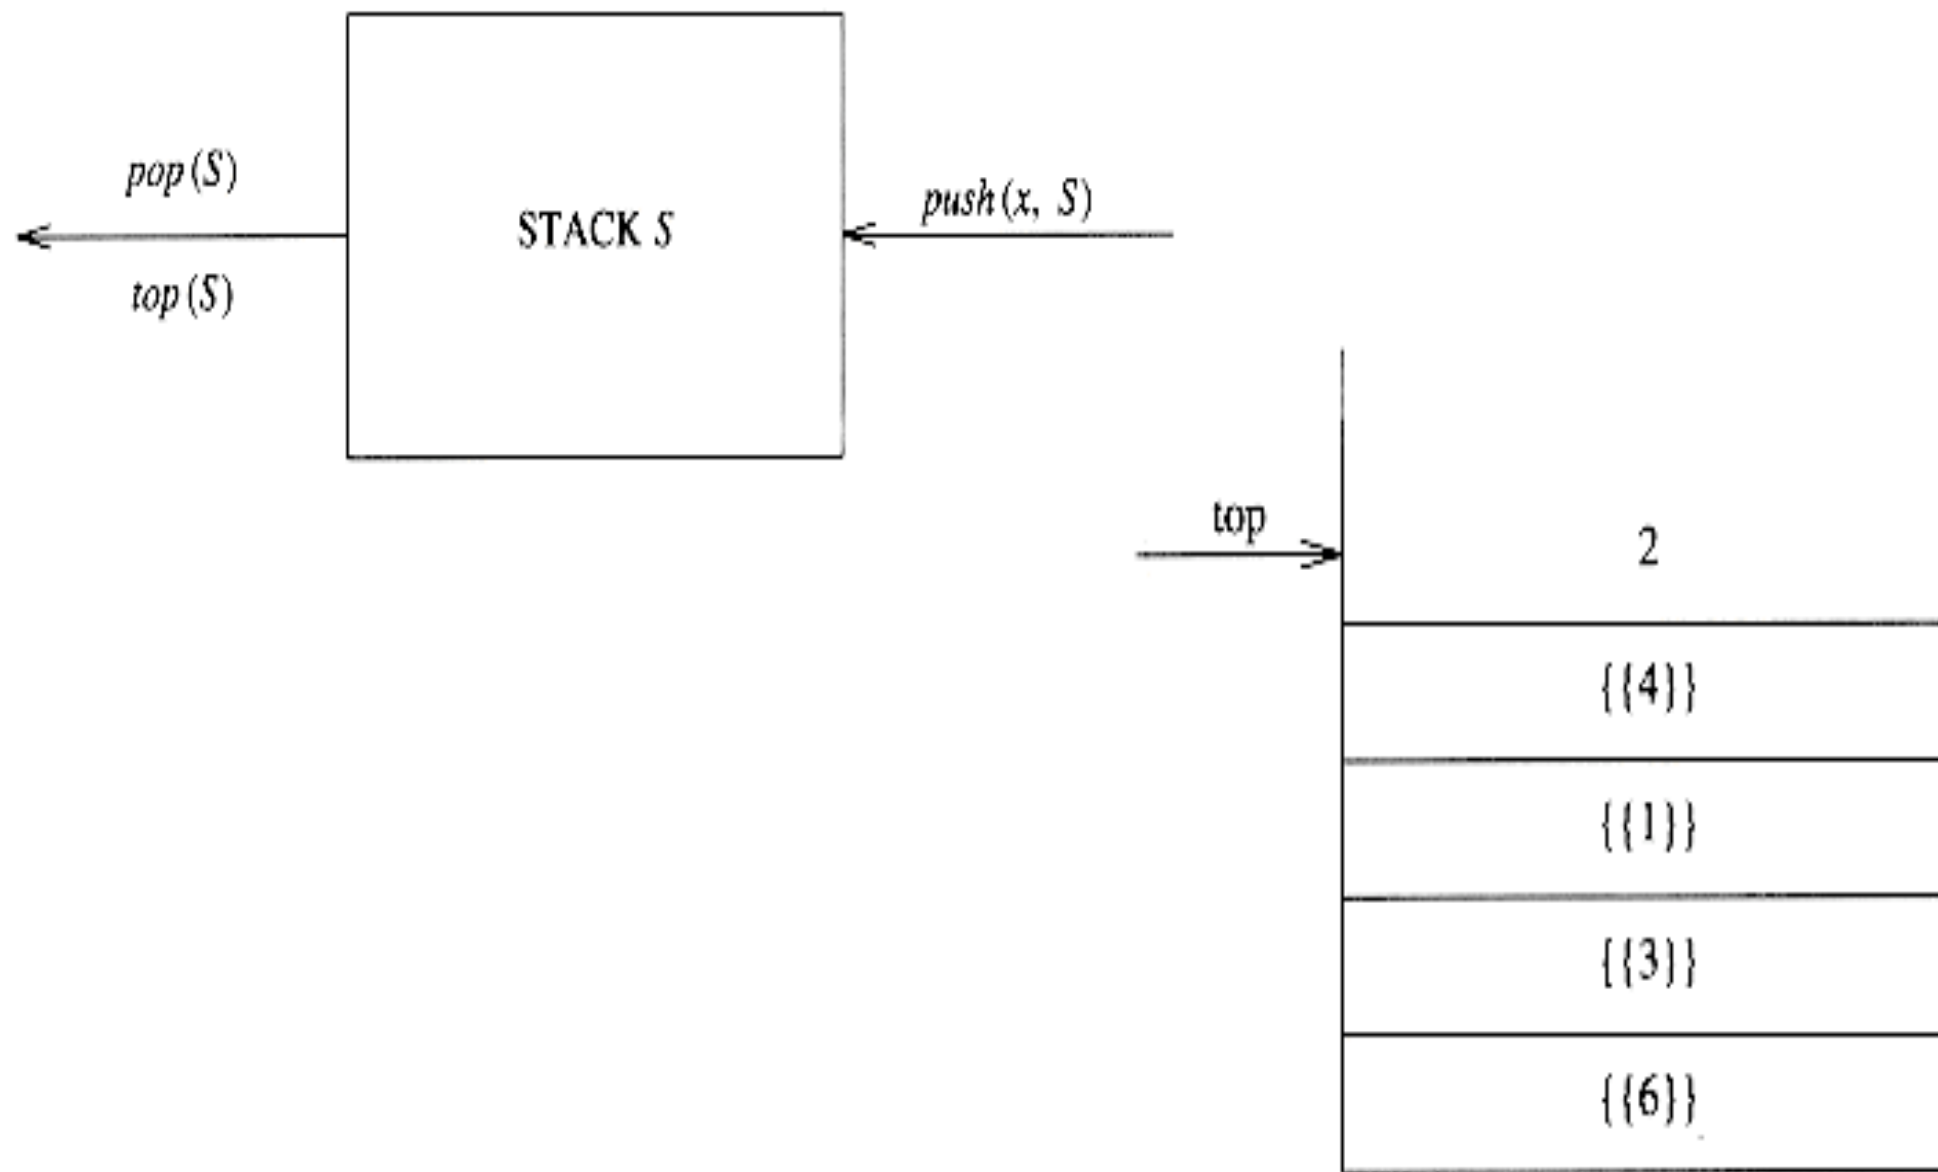 pop(S)
top(S)
STACK S
push(x, S)
top
2
{{4}}
{{1}}
{{3}}
{{6}}